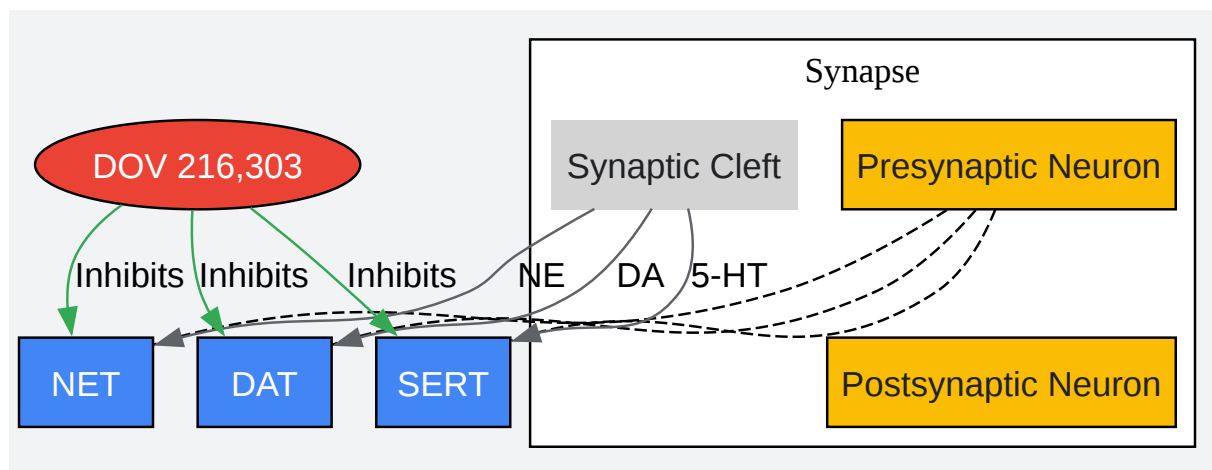 Synapse
DOV 216,303
Synaptic Cleft
Presynaptic Neuron
Inhibits
Inhibits
Inhibits
NE
DA
5-HT
NET
DAT
SERT
Postsynaptic Neuron